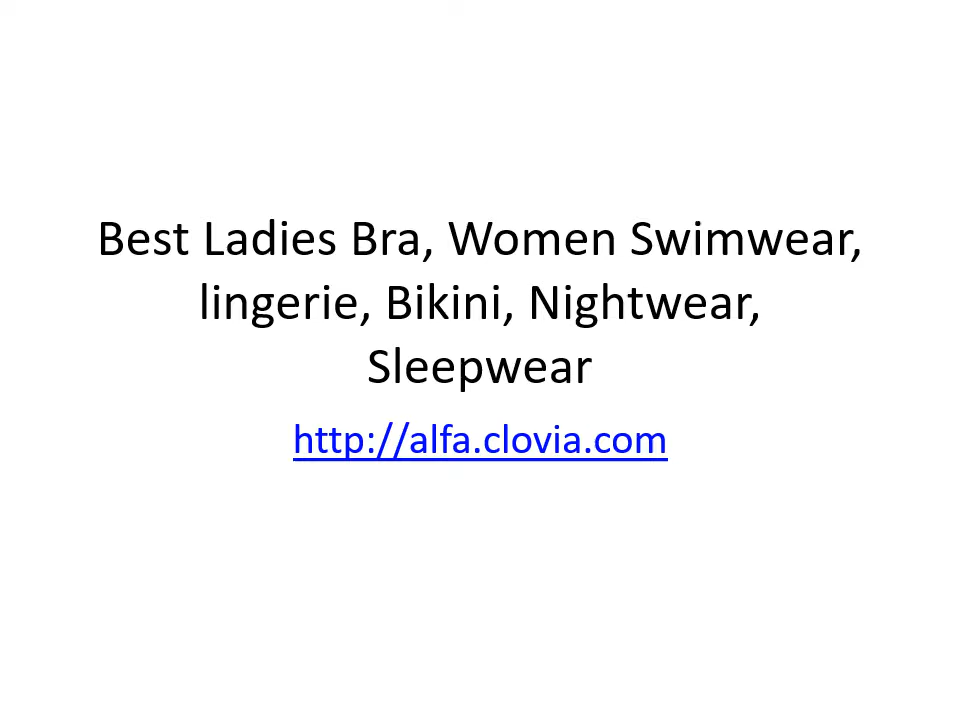 Best Ladies Bra, Women Swimwear,
lingerie, Bikini, Nightwear,
Sleepwear
http://alfa.clovia.com